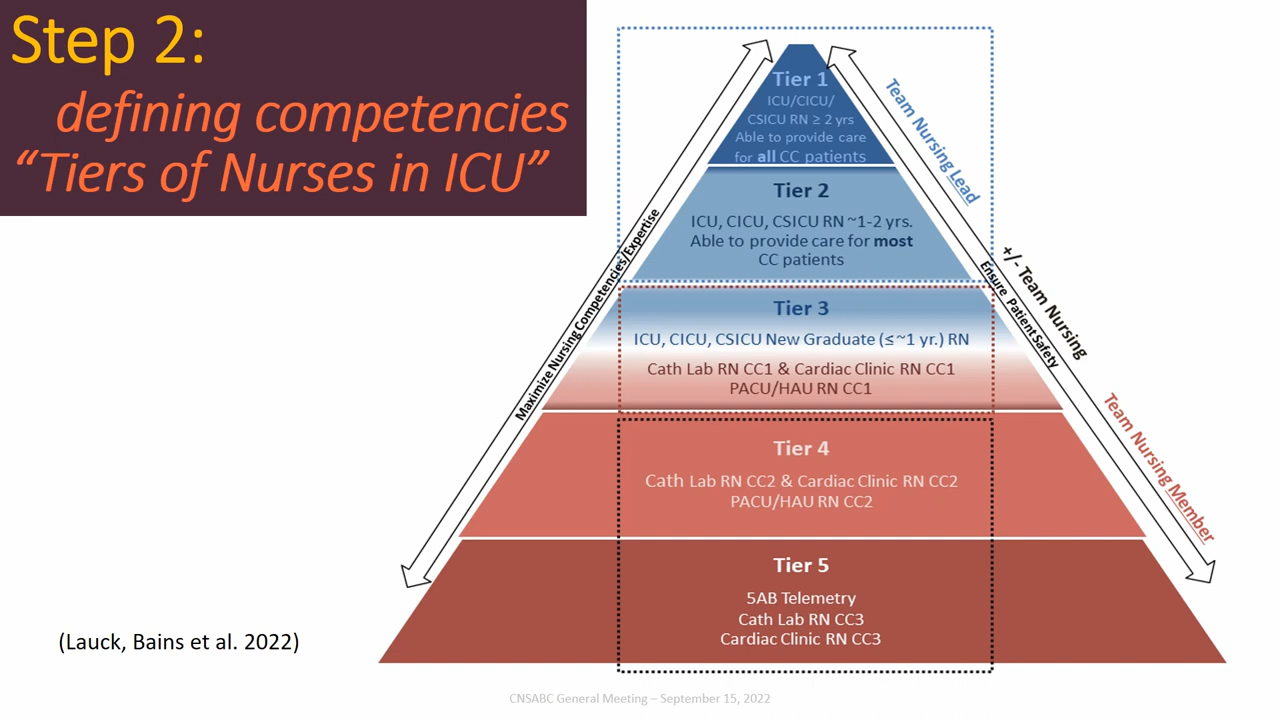 Step 2:
defining competencies
“Tiers of Nurses in ICU”
Tier 1
ICU/CICU/
CSICU RN ≥ 2 yrs
Able to provide care
for all CC patients
Tier 2
ICU, CICU, CSICU RN ~1-2 yrs.
Able to provide care for most
CC patients
Tier 3
ICU, CICU, CSICU New Graduate (≤ ~1 yr.) RN
Cath Lab RN CC1 & Cardiac Clinic RN CC1
PACU/HAU RN CC1
Tier 4
Cath Lab RN CC2 & Cardiac Clinic RN CC2
PACU/HAU RN CC2
Tier 5
5AB Telemetry
Cath Lab RN CC3
Cardiac Clinic RN CC3
Maximize Nursing Competencies/Expertise
Ensure Patient Safety
Team Nursing Lead
+/- Team Nursing
Team Nursing Member
(Lauck, Bains et al. 2022)
CNSABC General Meeting – September 15, 2022